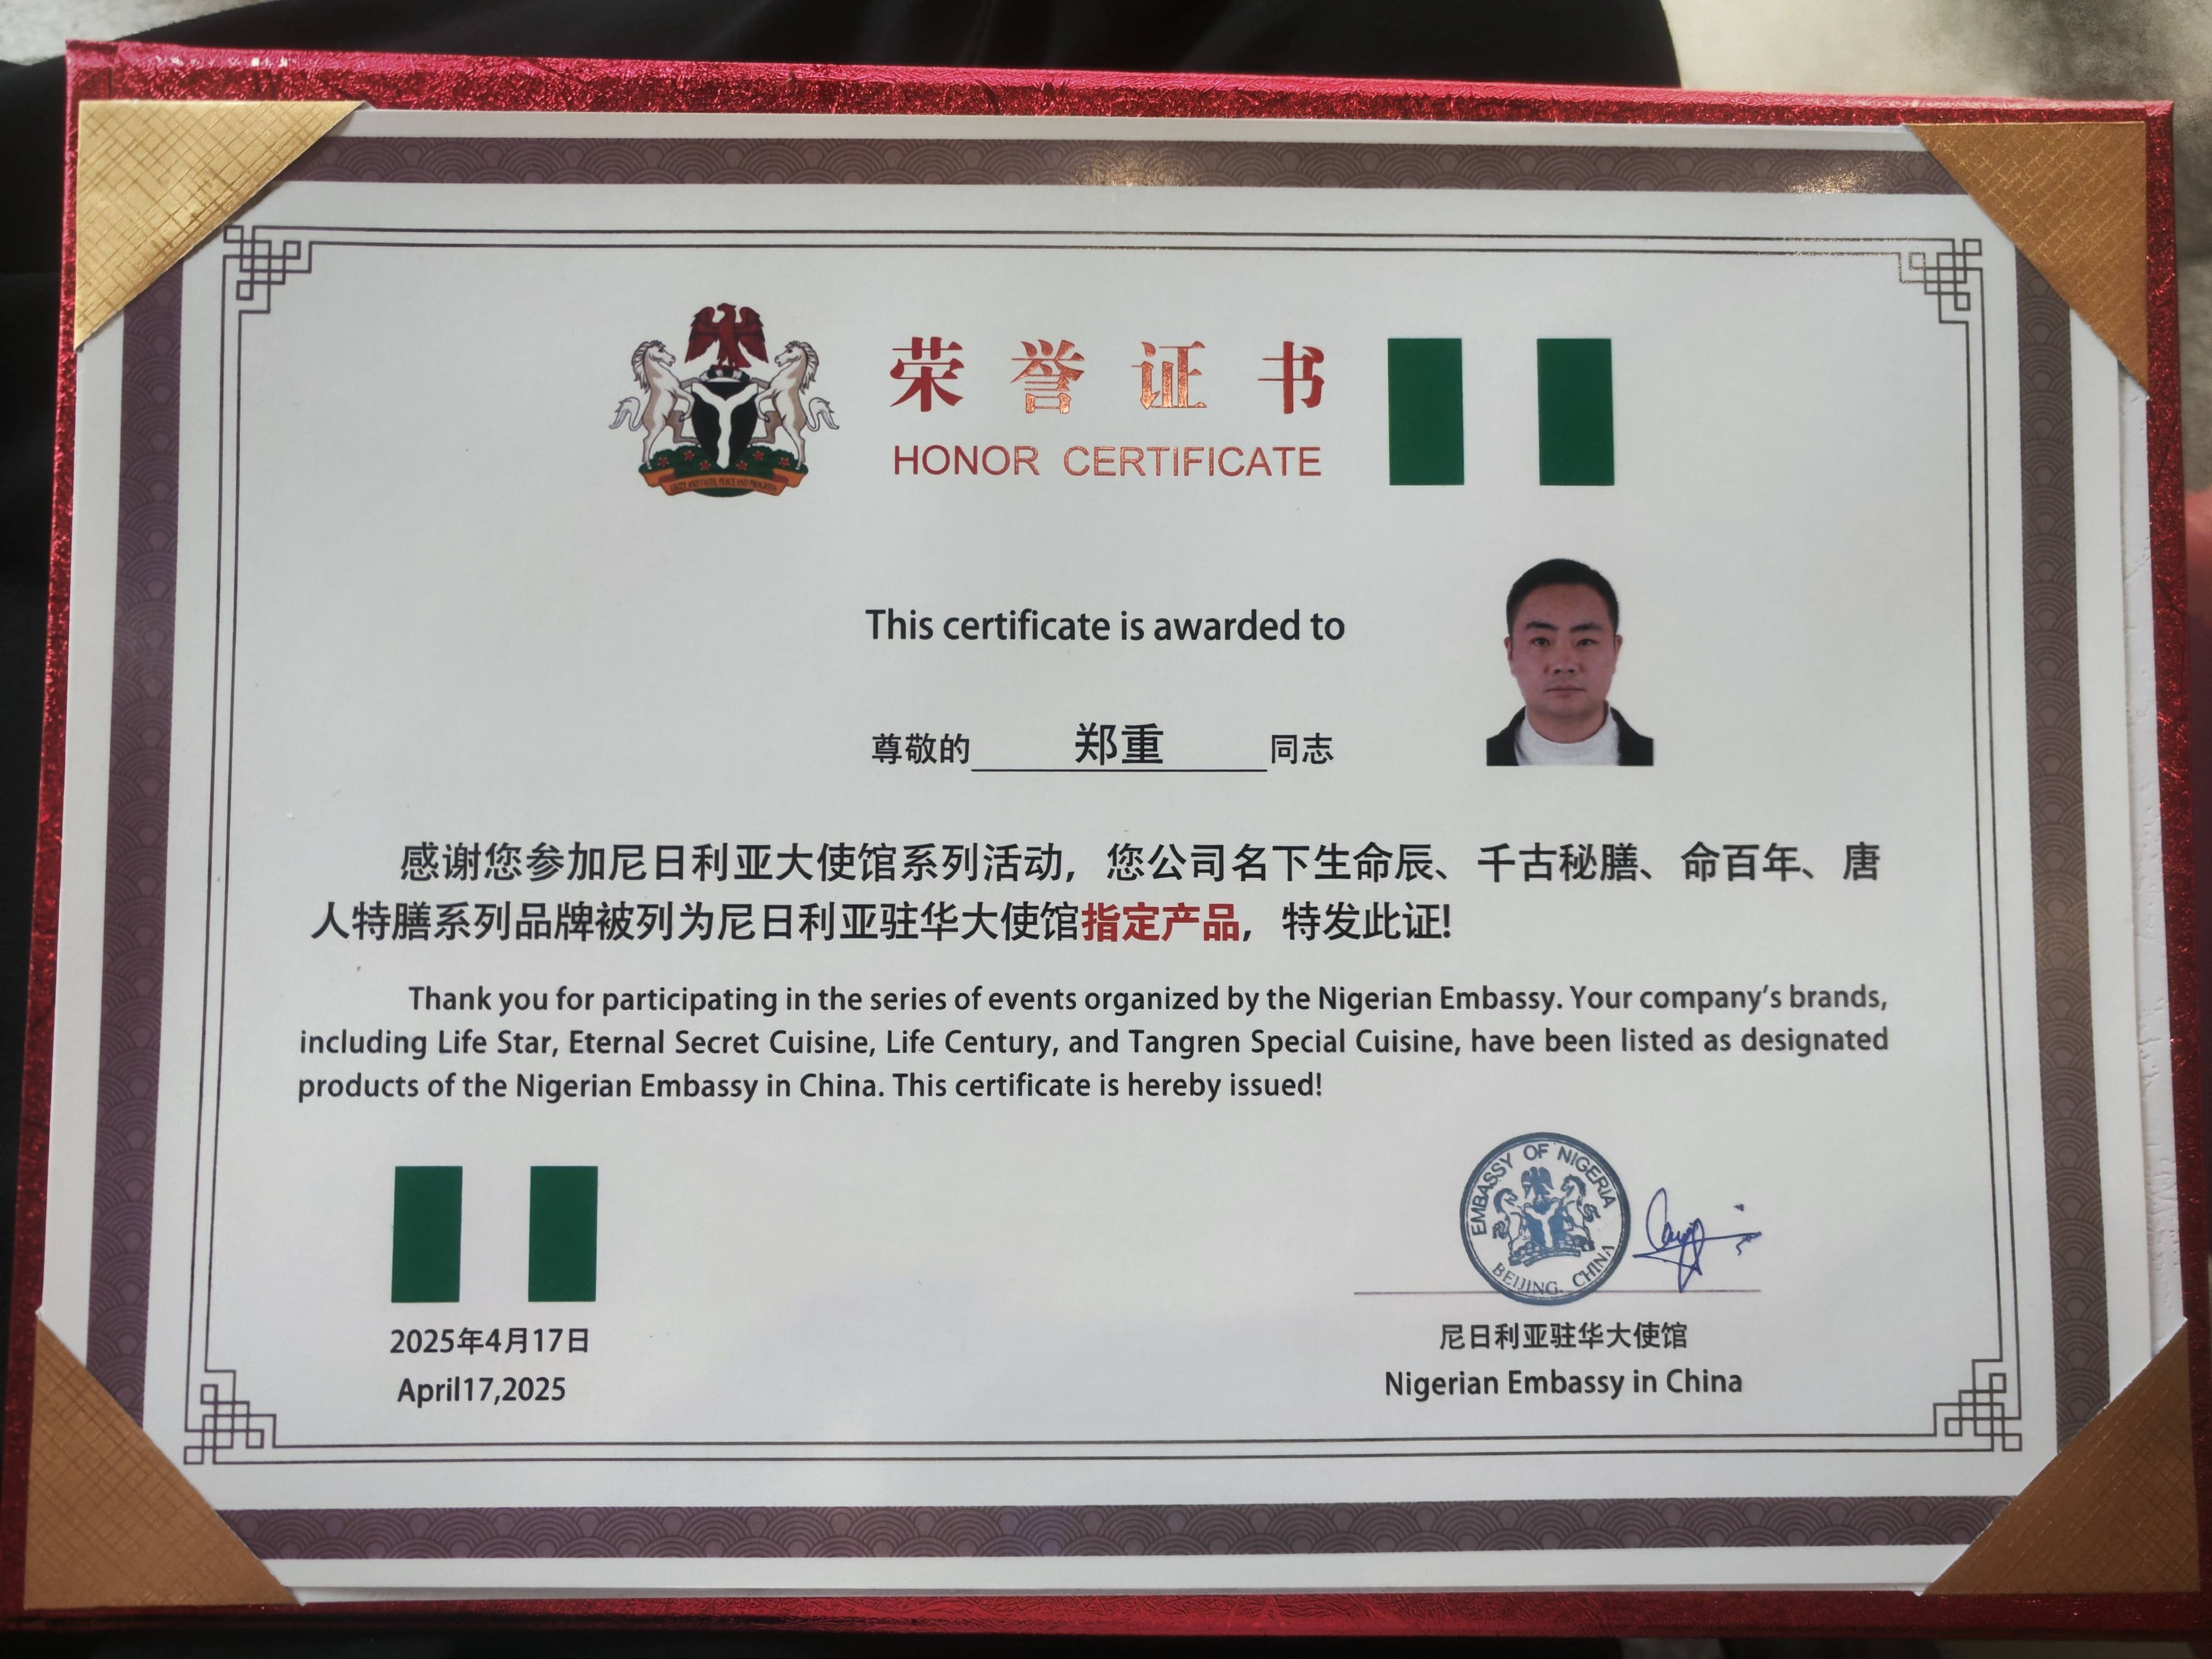 荣誉证书
HONOR CERTIFICATE
UNITY AND FAITH, PEACE AND PROGRESS
This certificate is awarded to
尊敬的 郑重 同志
感谢您参加尼日利亚大使馆系列活动，您公司名下生命辰、千古秘膳、命百年、唐
人特膳系列品牌被列为尼日利亚驻华大使馆指定产品，特发此证!
Thank you for participating in the series of events organized by the Nigerian Embassy. Your company's brands,
including Life Star, Eternal Secret Cuisine, Life Century, and Tangren Special Cuisine, have been listed as designated
products of the Nigerian Embassy in China. This certificate is hereby issued!
EMBASSY OF NIGERIA
BEIJING, CHINA
2025年4月17日
April17,2025
尼日利亚驻华大使馆
Nigerian Embassy in China